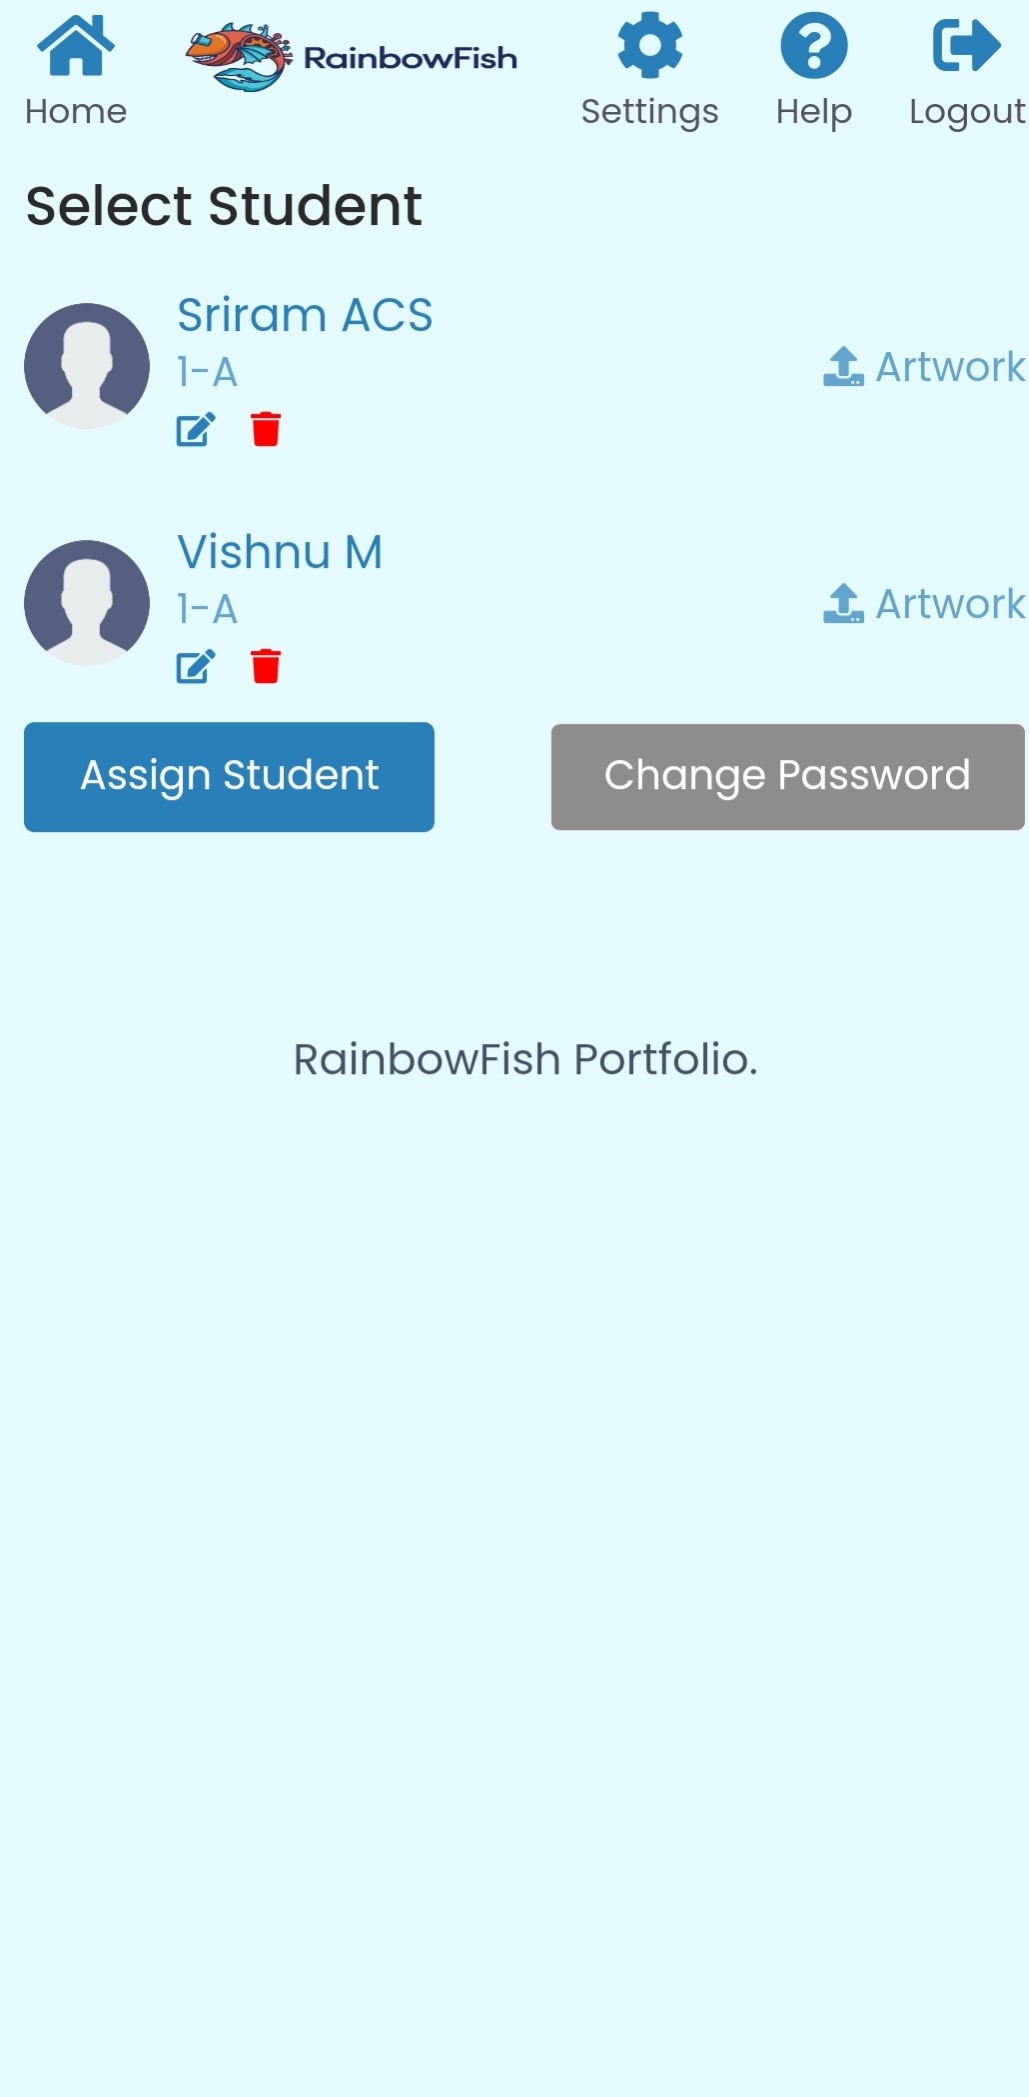 RainbowFish
Home
Settings
Help
Logout
Select Student
Sriram ACS
1-A
Artwork
Vishnu M
1-A
Artwork
Assign Student
Change Password
RainbowFish Portfolio.